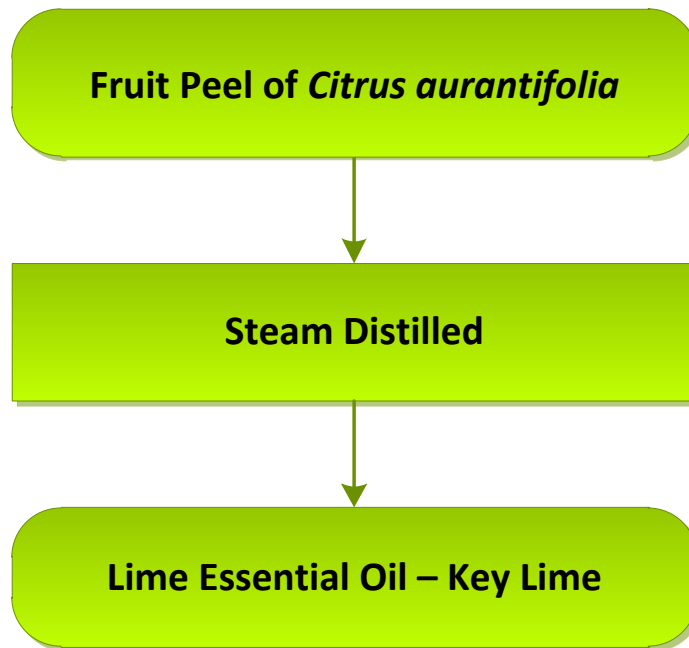 Fruit Peel of Citrus aurantifolia
Steam Distilled
Lime Essential Oil – Key Lime